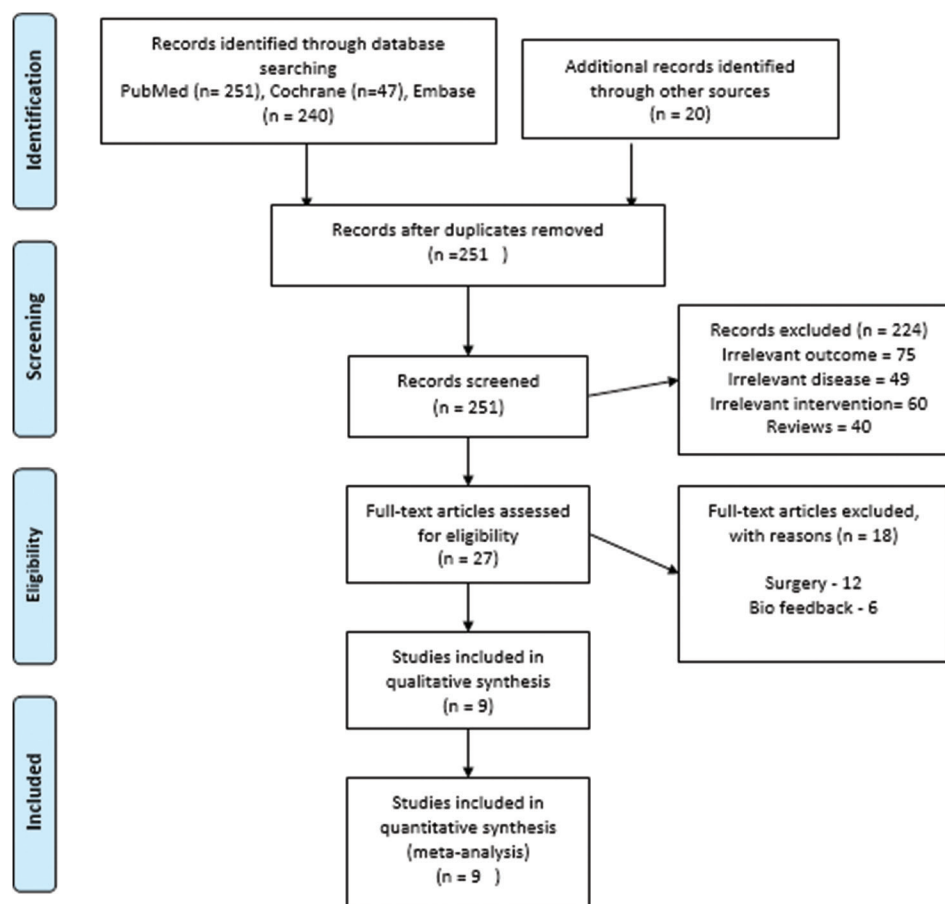 Identification
Records identified through database
searching
PubMed (n= 251), Cochrane (n=47), Embase
(n = 240)
Additional records identified
through other sources
(n = 20)
Records after duplicates removed
(n =251   )
Screening
Records screened
(n = 251)
Records excluded (n = 224)
Irrelevant outcome = 75
Irrelevant disease = 49
Irrelevant intervention= 60
Reviews = 40
Eligibility
Full-text articles assessed
for eligibility
(n = 27)
Full-text articles excluded,
with reasons (n = 18)
Surgery - 12
Bio feedback - 6
Studies included in
qualitative synthesis
(n = 9)
Included
Studies included in
quantitative synthesis
(meta-analysis)
(n = 9   )